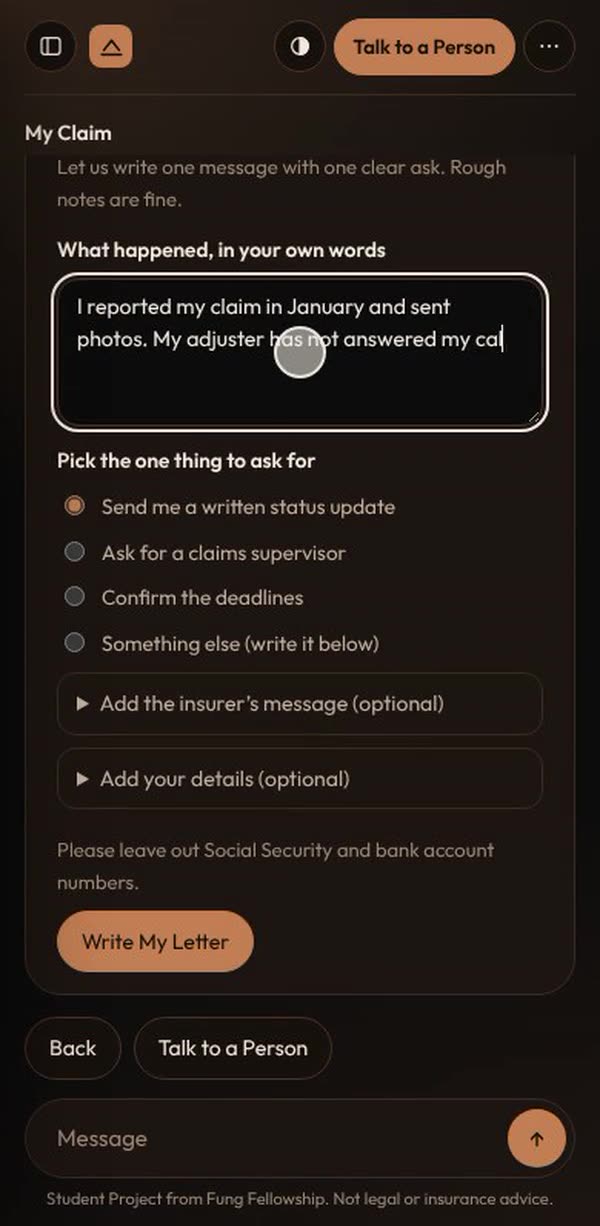 Talk to a Person
My Claim
Let us write one message with one clear ask. Rough
notes are fine.
What happened, in your own words
I reported my claim in January and sent
photos. My adjuster has not answered my cal
Pick the one thing to ask for
Send me a written status update
Ask for a claims supervisor
Confirm the deadlines
Something else (write it below)
Add the insurer's message (optional)
Add your details (optional)
Please leave out Social Security and bank account
numbers.
Write My Letter
Back
Talk to a Person
Message
Student Project from Fung Fellowship. Not legal or insurance advice.